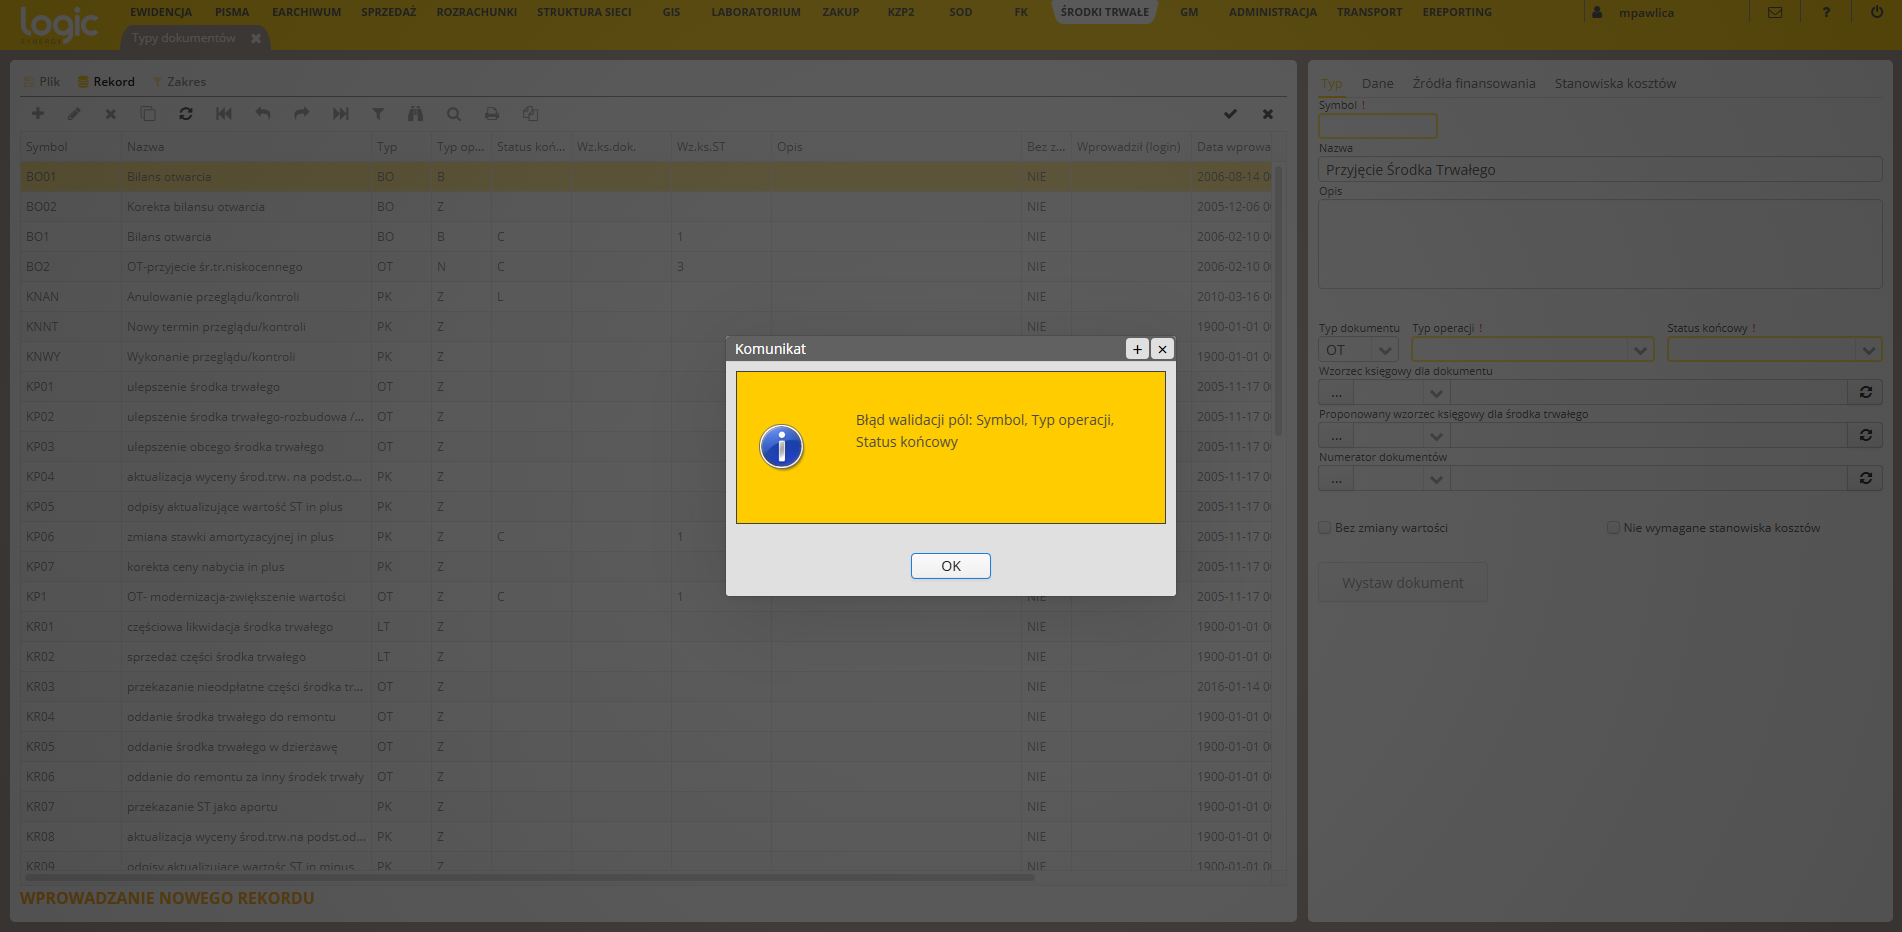 logic
SYNERGY
EWIDENCJA PISMA EARCHIWUM SPRZEDAŻ ROZRACHUNKI STRUKTURA SIECI GIS LABORATORIUM ZAKUP KZP2 SOD FK ŚRODKI TRWAŁE GM ADMINISTRACJA TRANSPORT EREPORTING mpawlica ?
Typy dokumentów
Plik Rekord Zakres
Symbol Nazwa Typ Typ op... Status koń... Wz.ks.dok. Wz.ks.ST Opis Bez z... Wprowadził (login) Data wprowa
BO01 Bilans otwarcia BO B NIE 2006-08-14 0
BO02 Korekta bilansu otwarcia BO Z NIE 2005-12-06 0
BO1 Bilans otwarcia BO B C 1 NIE 2006-02-10 0
BO2 OT-przyjecie śr.tr.niskocennego OT N C 3 NIE 2006-02-10 0
KNAN Anulowanie przeglądu/kontroli PK Z L NIE 2010-03-16 0
KNNT Nowy termin przeglądu/kontroli PK Z NIE 1900-01-01 0
KNWY Wykonanie przeglądu/kontroli PK Z 1900-01-01 0
KP01 ulepszenie środka trwałego OT Z 2005-11-17 0
KP02 ulepszenie środka trwałego-rozbudowa /... OT Z 2005-11-17 0
KP03 ulepszenie obcego środka trwałego OT Z 2005-11-17 0
KP04 aktualizacja wyceny środ.trw. na podst.o... PK Z 2005-11-17 0
KP05 odpisy aktualizujące wartość ST in plus PK Z 2005-11-17 0
KP06 zmiana stawki amortyzacyjnej in plus PK Z C 1 2005-11-17 0
KP07 korekta ceny nabycia in plus PK Z 2005-11-17 0
KP1 OT- modernizacja-zwiększenie wartości OT Z C 1 NIE 2005-11-17 0
KR01 częściowa likwidacja środka trwałego LT Z NIE 1900-01-01 0
KR02 sprzedaż części środka trwałego LT Z NIE 1900-01-01 0
KR03 przekazanie nieodpłatne części środka tr... OT Z NIE 2016-01-14 0
KR04 oddanie środka trwałego do remontu OT Z NIE 1900-01-01 0
KR05 oddanie środka trwałego w dzierżawę OT Z NIE 1900-01-01 0
KR06 oddanie do remontu za inny środek trwały OT Z NIE 1900-01-01 0
KR07 przekazanie ST jako aportu PK Z NIE 1900-01-01 0
KR08 aktualizacja wyceny środ.trw.na podst.od... PK Z NIE 1900-01-01 0
KR09 odpisy aktualizujące wartość ST in minus PK Z NIE 1900-01-01 0
WPROWADZANIE NOWEGO REKORDU
Komunikat
Błąd walidacji pól: Symbol, Typ operacji,
Status końcowy
OK
Typ Dane Źródła finansowania Stanowiska kosztów
Symbol !
Nazwa
Przyjęcie Środka Trwałego
Opis
Typ dokumentu Typ operacji ! Status końcowy !
OT
Wzorzec księgowy dla dokumentu
...
Proponowany wzorzec księgowy dla środka trwałego
...
Numerator dokumentów
...
Bez zmiany wartości Nie wymagane stanowiska kosztów
Wystaw dokument